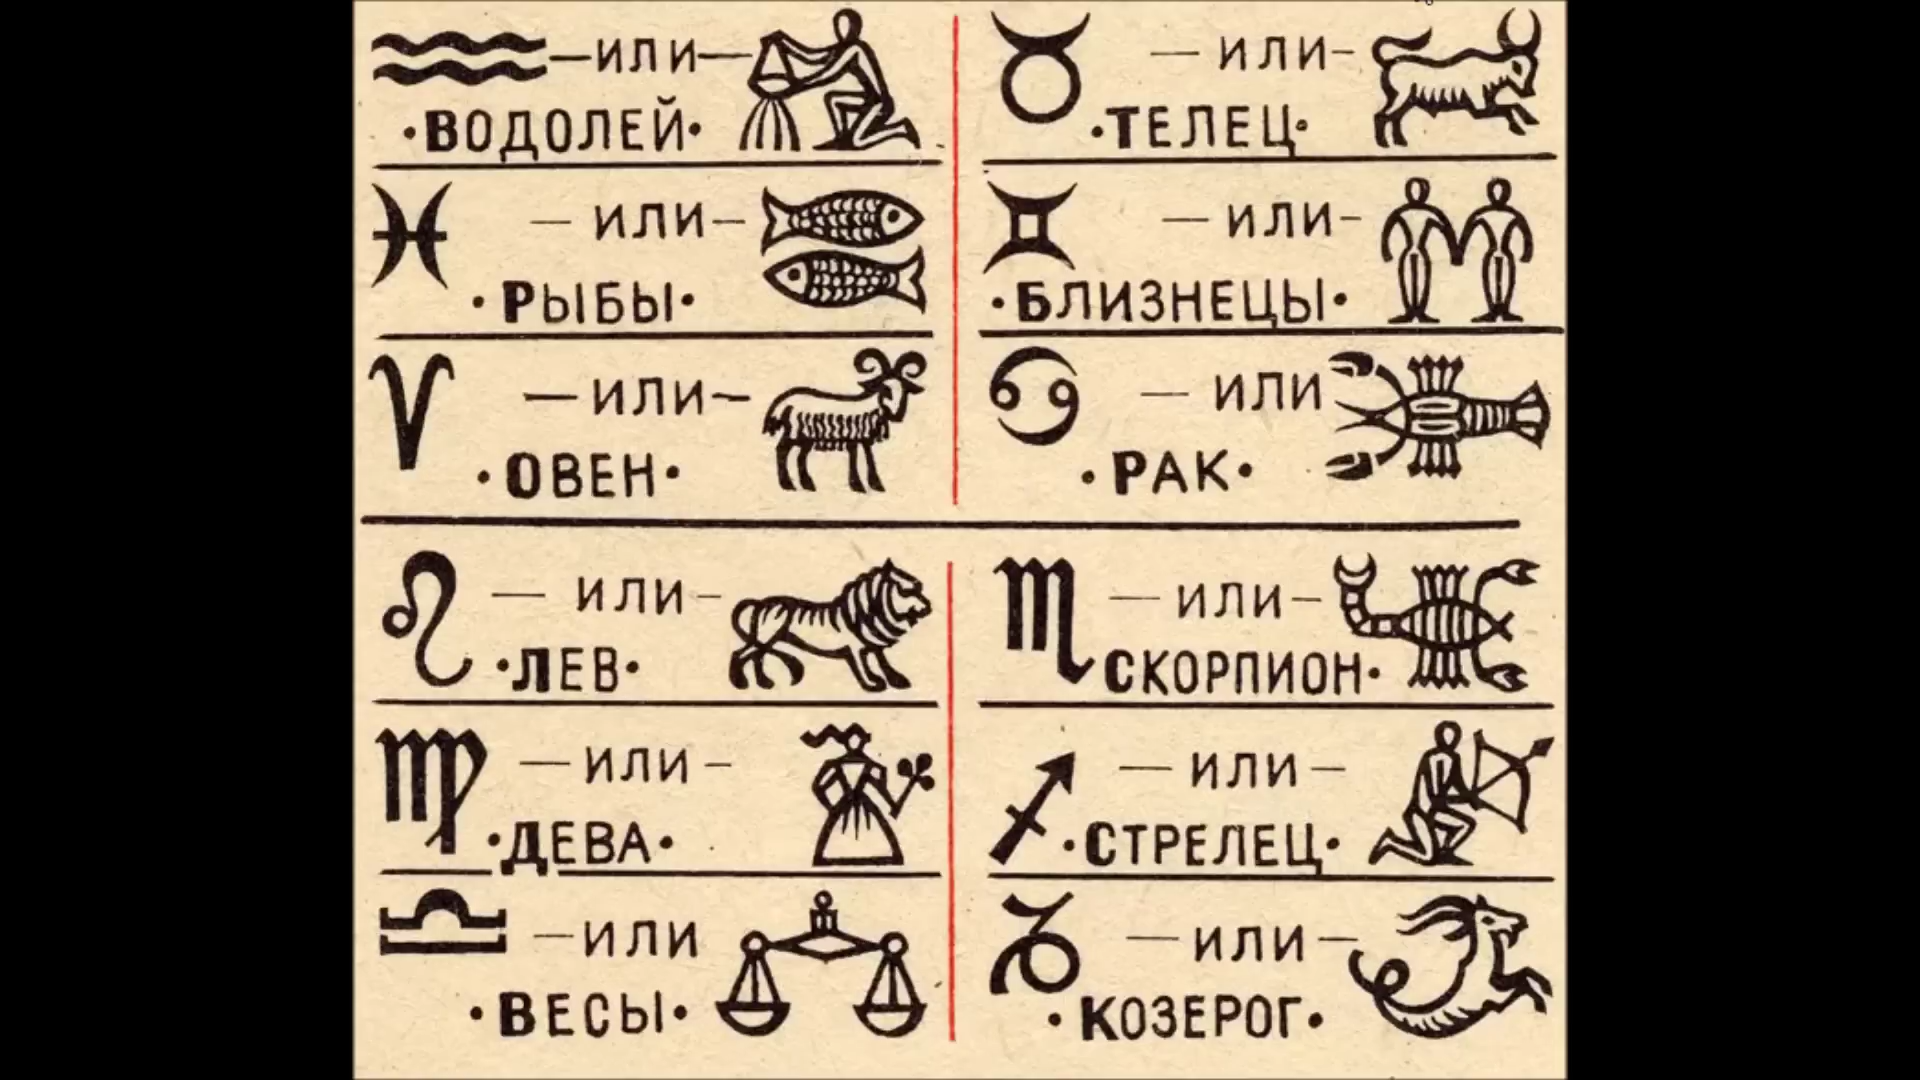 — ИЛИ —
·ВОДОЛЕЙ·
— ИЛИ —
·РЫБЫ·
— ИЛИ —
·ОВЕН·
— ИЛИ —
·ТЕЛЕЦ·
— ИЛИ —
·БЛИЗНЕЦЫ·
— ИЛИ
·РАК·
— ИЛИ —
·ЛЕВ·
— ИЛИ —
·ДЕВА·
— ИЛИ
·ВЕСЫ·
— ИЛИ —
СКОРПИОН·
— ИЛИ —
·СТРЕЛЕЦ·
— ИЛИ —
·КОЗЕРОГ·